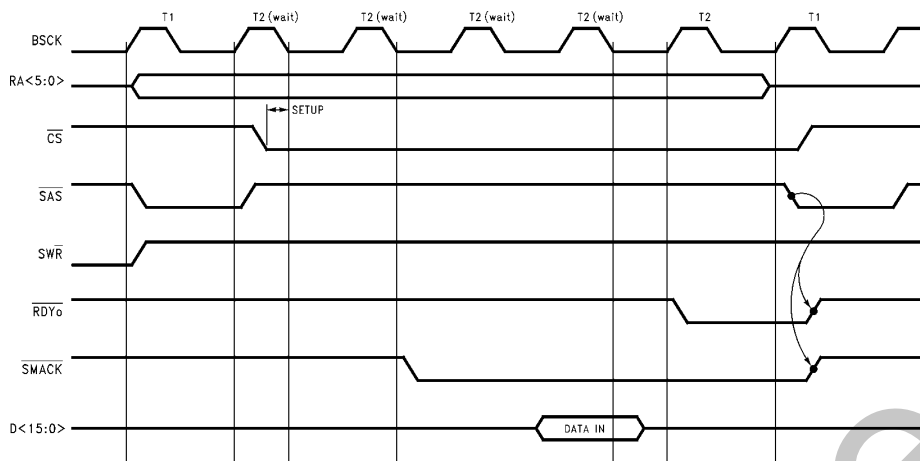 T1 T2 (wait) T2 (wait) T2 (wait) T2 (wait) T2 T1
BSCK
RA<5:0>
SETUP
CS
SAS
SWR
RDYo
SMACK
D<15:0> DATA IN